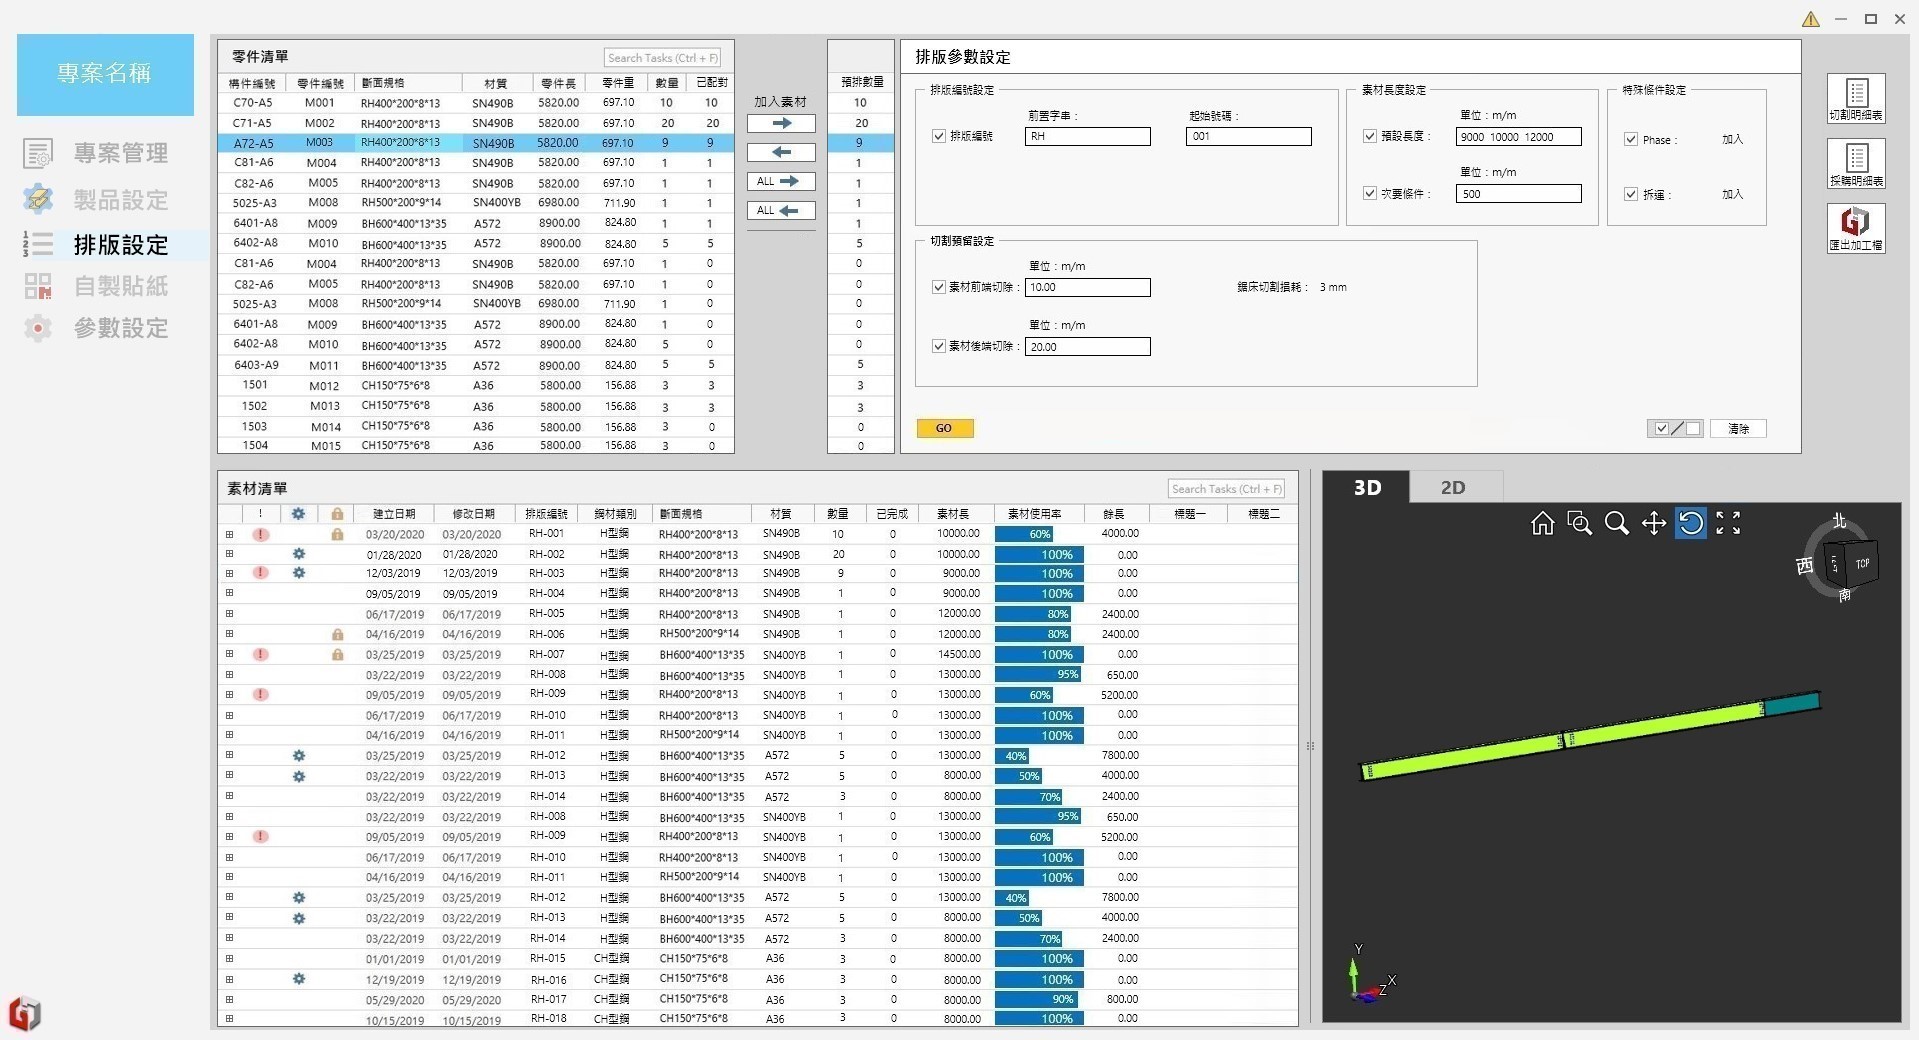 專案名稱
專案管理
製品設定
排版設定
自製貼紙
參數設定
零件清單 Search Tasks (Ctrl + F)
構件編號 零件編號 斷面規格 材質 零件長 零件重 數量 已配對 預排數量
C70-A5 M001 RH400*200*8*13 SN490B 5820.00 697.10 10 10 10
C71-A5 M002 RH400*200*8*13 SN490B 5820.00 697.10 20 20 20
A72-A5 M003 RH400*200*8*13 SN490B 5820.00 697.10 9 9 9
C81-A6 M004 RH400*200*8*13 SN490B 5820.00 697.10 1 1 1
C82-A6 M005 RH400*200*8*13 SN490B 5820.00 697.10 1 1 1
5025-A3 M008 RH500*200*9*14 SN400YB 6980.00 711.90 1 1 1
6401-A8 M009 BH600*400*13*35 A572 8900.00 824.80 1 1 1
6402-A8 M010 BH600*400*13*35 A572 8900.00 824.80 5 5 5
C81-A6 M004 RH400*200*8*13 SN490B 5820.00 697.10 1 0 0
C82-A6 M005 RH400*200*8*13 SN490B 5820.00 697.10 1 0 0
5025-A3 M008 RH500*200*9*14 SN400YB 6980.00 711.90 1 0 0
6401-A8 M009 BH600*400*13*35 A572 8900.00 824.80 1 0 0
6402-A8 M010 BH600*400*13*35 A572 8900.00 824.80 5 0 0
6403-A9 M011 BH600*400*13*35 A572 8900.00 824.80 5 5 5
1501 M012 CH150*75*6*8 A36 5800.00 156.88 3 3 3
1502 M013 CH150*75*6*8 A36 5800.00 156.88 3 3 3
1503 M014 CH150*75*6*8 A36 5800.00 156.88 3 0 0
1504 M015 CH150*75*6*8 A36 5800.00 156.88 3 0 0
加入素材
ALL
ALL
排版參數設定
排版編號設定
前置字串： 起始號碼：
排版編號 RH 001
素材長度設定
單位：m/m
預設長度： 9000 10000 12000
單位：m/m
次要條件： 500
特殊條件設定
Phase： 加入
拆運： 加入
切割預留設定
單位：m/m
素材前端切除： 10.00 鋸床切割損耗： 3 mm
單位：m/m
素材後端切除： 20.00
GO 清除
切割明細表
採購明細表
匯出加工檔
素材清單 Search Tasks (Ctrl + F)
! 建立日期 修改日期 排版編號 鋼材類別 斷面規格 材質 數量 已完成 素材長 素材使用率 餘長 標題一 標題二
! 03/20/2020 03/20/2020 RH-001 H型鋼 RH400*200*8*13 SN490B 10 0 10000.00 60% 4000.00
01/28/2020 01/28/2020 RH-002 H型鋼 RH400*200*8*13 SN490B 20 0 10000.00 100% 0.00
! 12/03/2019 12/03/2019 RH-003 H型鋼 RH400*200*8*13 SN490B 9 0 9000.00 100% 0.00
09/05/2019 09/05/2019 RH-004 H型鋼 RH400*200*8*13 SN490B 1 0 9000.00 100% 0.00
06/17/2019 06/17/2019 RH-005 H型鋼 RH400*200*8*13 SN490B 1 0 12000.00 80% 2400.00
04/16/2019 04/16/2019 RH-006 H型鋼 RH500*200*9*14 SN490B 1 0 12000.00 80% 2400.00
! 03/25/2019 03/25/2019 RH-007 H型鋼 BH600*400*13*35 SN400YB 1 0 14500.00 100% 0.00
03/22/2019 03/22/2019 RH-008 H型鋼 BH600*400*13*35 SN400YB 1 0 13000.00 95% 650.00
! 09/05/2019 09/05/2019 RH-009 H型鋼 RH400*200*8*13 SN400YB 1 0 13000.00 60% 5200.00
06/17/2019 06/17/2019 RH-010 H型鋼 RH400*200*8*13 SN400YB 1 0 13000.00 100% 0.00
04/16/2019 04/16/2019 RH-011 H型鋼 RH500*200*9*14 SN400YB 1 0 13000.00 100% 0.00
03/25/2019 03/25/2019 RH-012 H型鋼 BH600*400*13*35 A572 5 0 13000.00 40% 7800.00
03/22/2019 03/22/2019 RH-013 H型鋼 BH600*400*13*35 A572 5 0 8000.00 50% 4000.00
03/22/2019 03/22/2019 RH-014 H型鋼 BH600*400*13*35 A572 3 0 8000.00 70% 2400.00
03/22/2019 03/22/2019 RH-008 H型鋼 BH600*400*13*35 SN400YB 1 0 13000.00 95% 650.00
! 09/05/2019 09/05/2019 RH-009 H型鋼 RH400*200*8*13 SN400YB 1 0 13000.00 60% 5200.00
06/17/2019 06/17/2019 RH-010 H型鋼 RH400*200*8*13 SN400YB 1 0 13000.00 100% 0.00
04/16/2019 04/16/2019 RH-011 H型鋼 RH500*200*9*14 SN400YB 1 0 13000.00 100% 0.00
03/25/2019 03/25/2019 RH-012 H型鋼 BH600*400*13*35 A572 5 0 13000.00 40% 7800.00
03/22/2019 03/22/2019 RH-013 H型鋼 BH600*400*13*35 A572 5 0 8000.00 50% 4000.00
03/22/2019 03/22/2019 RH-014 H型鋼 BH600*400*13*35 A572 3 0 8000.00 70% 2400.00
01/01/2019 01/01/2019 RH-015 CH型鋼 CH150*75*6*8 A36 3 0 8000.00 100% 0.00
12/19/2019 12/19/2019 RH-016 CH型鋼 CH150*75*6*8 A36 3 0 8000.00 100% 0.00
05/29/2020 05/29/2020 RH-017 CH型鋼 CH150*75*6*8 A36 3 0 8000.00 90% 800.00
10/15/2019 10/15/2019 RH-018 CH型鋼 CH150*75*6*8 A36 3 0 8000.00 100% 0.00
3D 2D
北
西 TOP
南
Y
X
Z